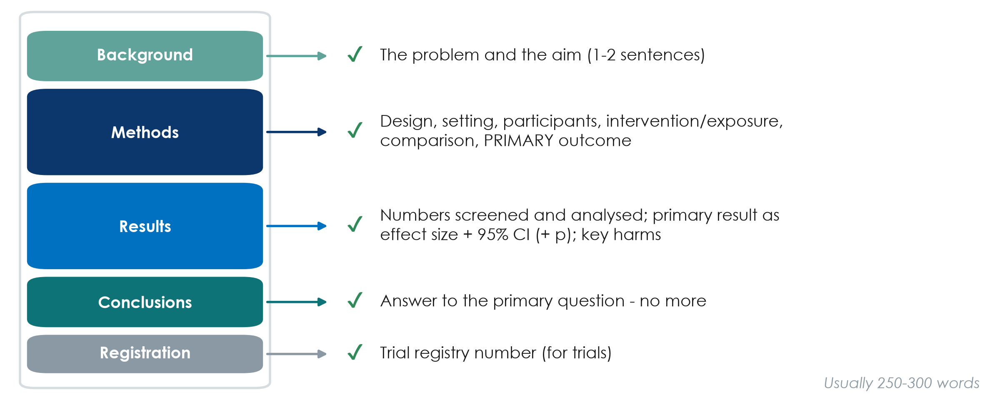 Background
✓ The problem and the aim (1-2 sentences)
Methods
✓ Design, setting, participants, intervention/exposure,
comparison, PRIMARY outcome
Results
✓ Numbers screened and analysed; primary result as
effect size + 95% CI (+ p); key harms
Conclusions
✓ Answer to the primary question - no more
Registration
✓ Trial registry number (for trials)
Usually 250-300 words